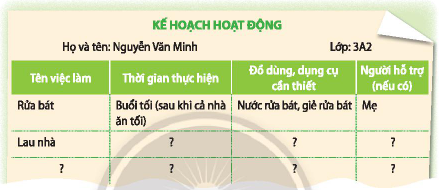 KẾ HOẠCH HOẠT ĐỘNG
Họ và tên: Nguyễn Văn Minh Lớp: 3A2
Tên việc làm Thời gian thực hiện Đồ dùng, dụng cụ cần thiết Người hỗ trợ (nếu có)
Rửa bát Buổi tối (sau khi cả nhà ăn tối) Nước rửa bát, giẻ rửa bát Mẹ
Lau nhà ? ? ?
? ? ? ?